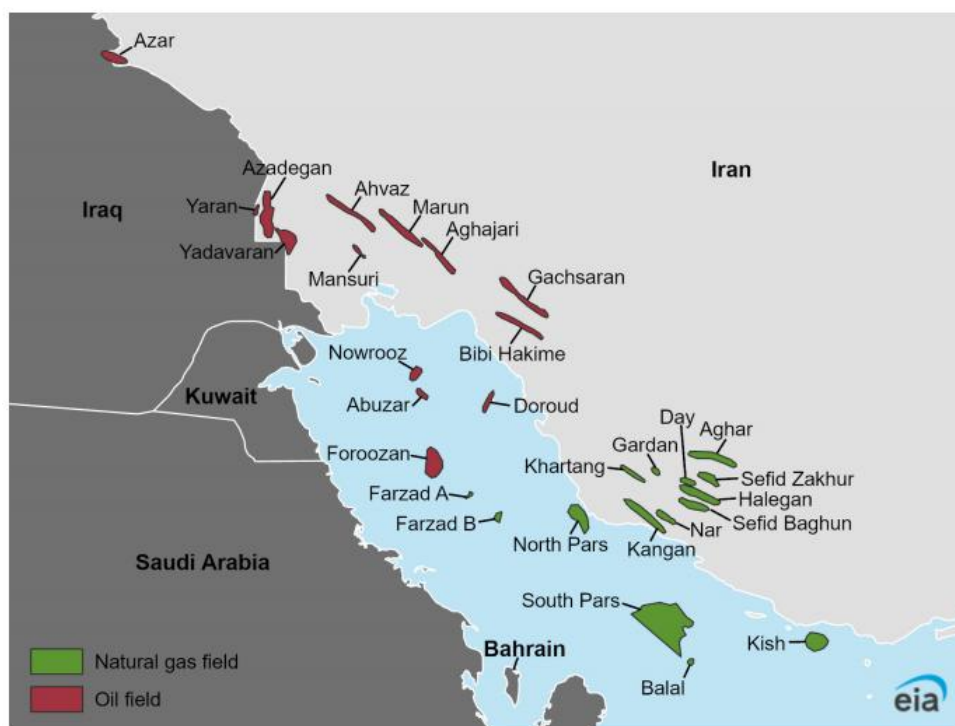 Azar
Azadegan
Iran
Ahvaz
Iraq
Yaran
Marun
Aghajari
Yadavaran
Mansuri
Gachsaran
Nowrooz
Bibi Hakime
Kuwait
Abuzar
Doroud
Day
Aghar
Foroozan
Gardan
Khartang
Sefid Zakhur
Farzad A
Halegan
Farzad B
Nar
Sefid Baghun
North Pars
Kangan
Saudi Arabia
South Pars
Bahrain
Kish
Natural gas field
Balal
Oil field
eia